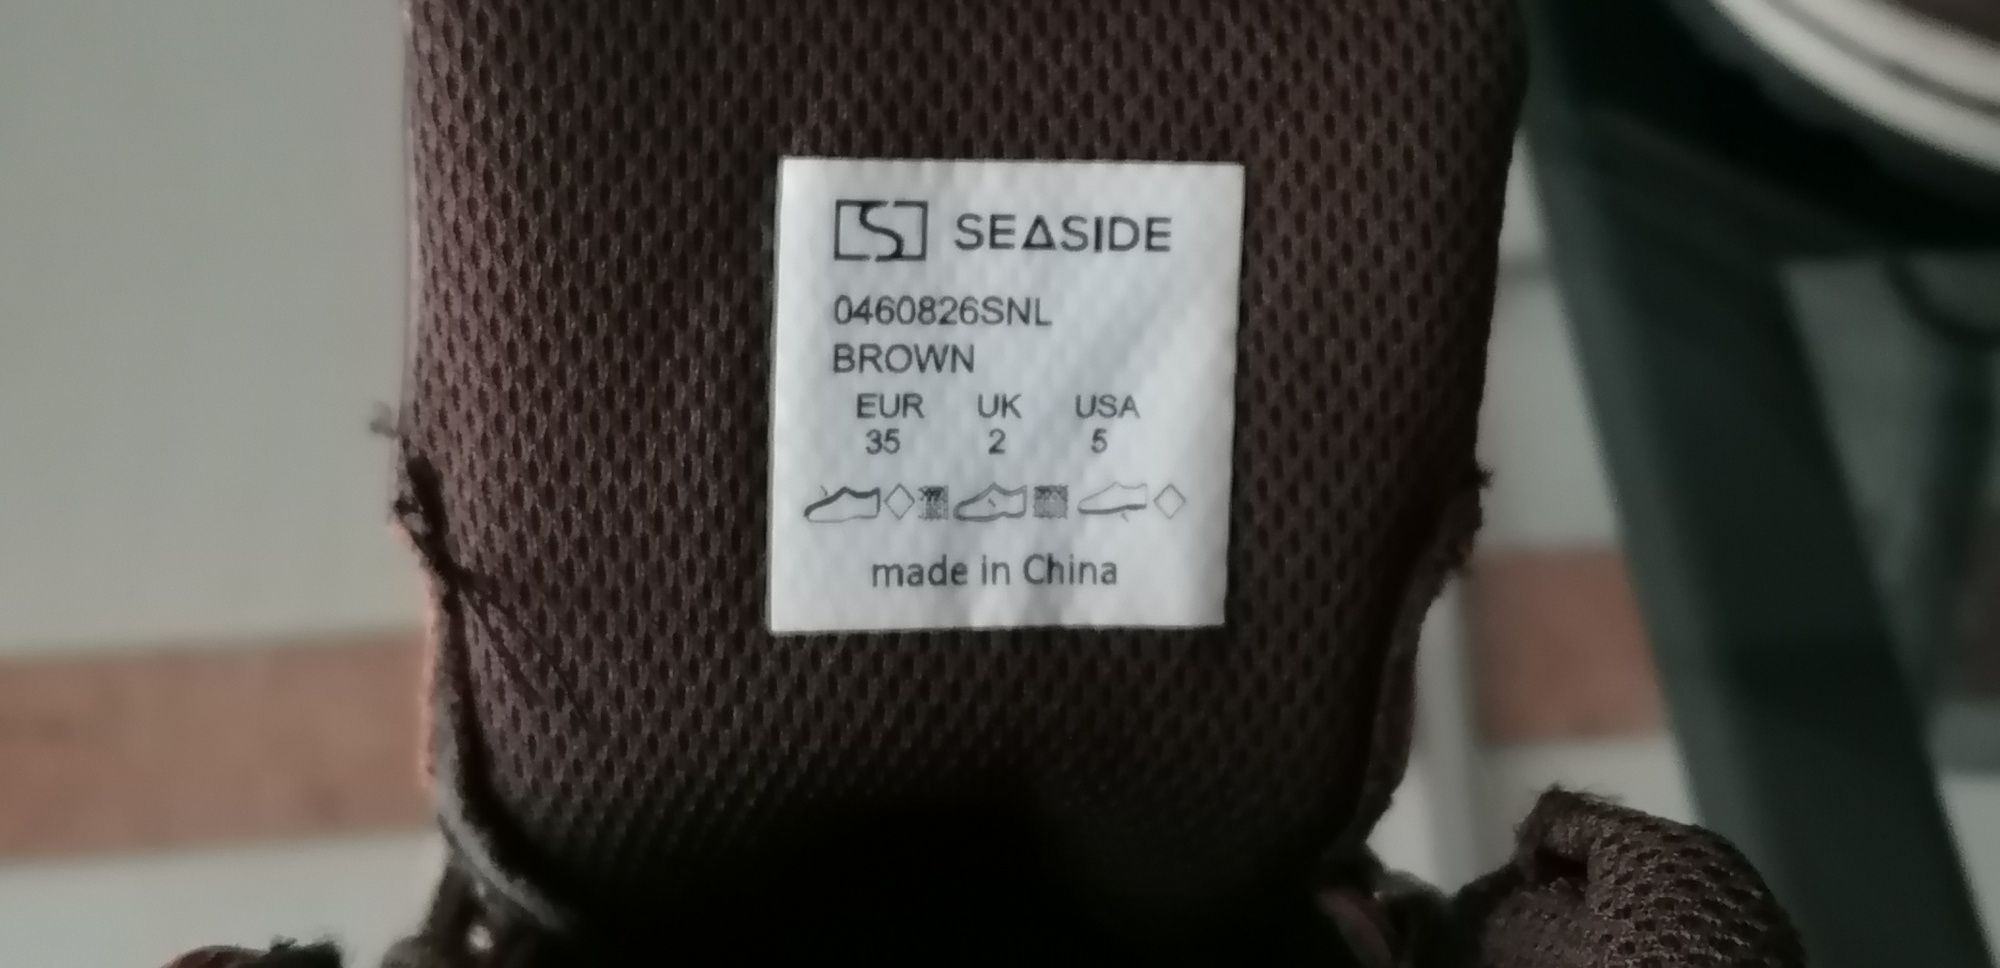 SEASIDE
0460826SNL
BROWN
EUR UK USA
35 2 5
made in China